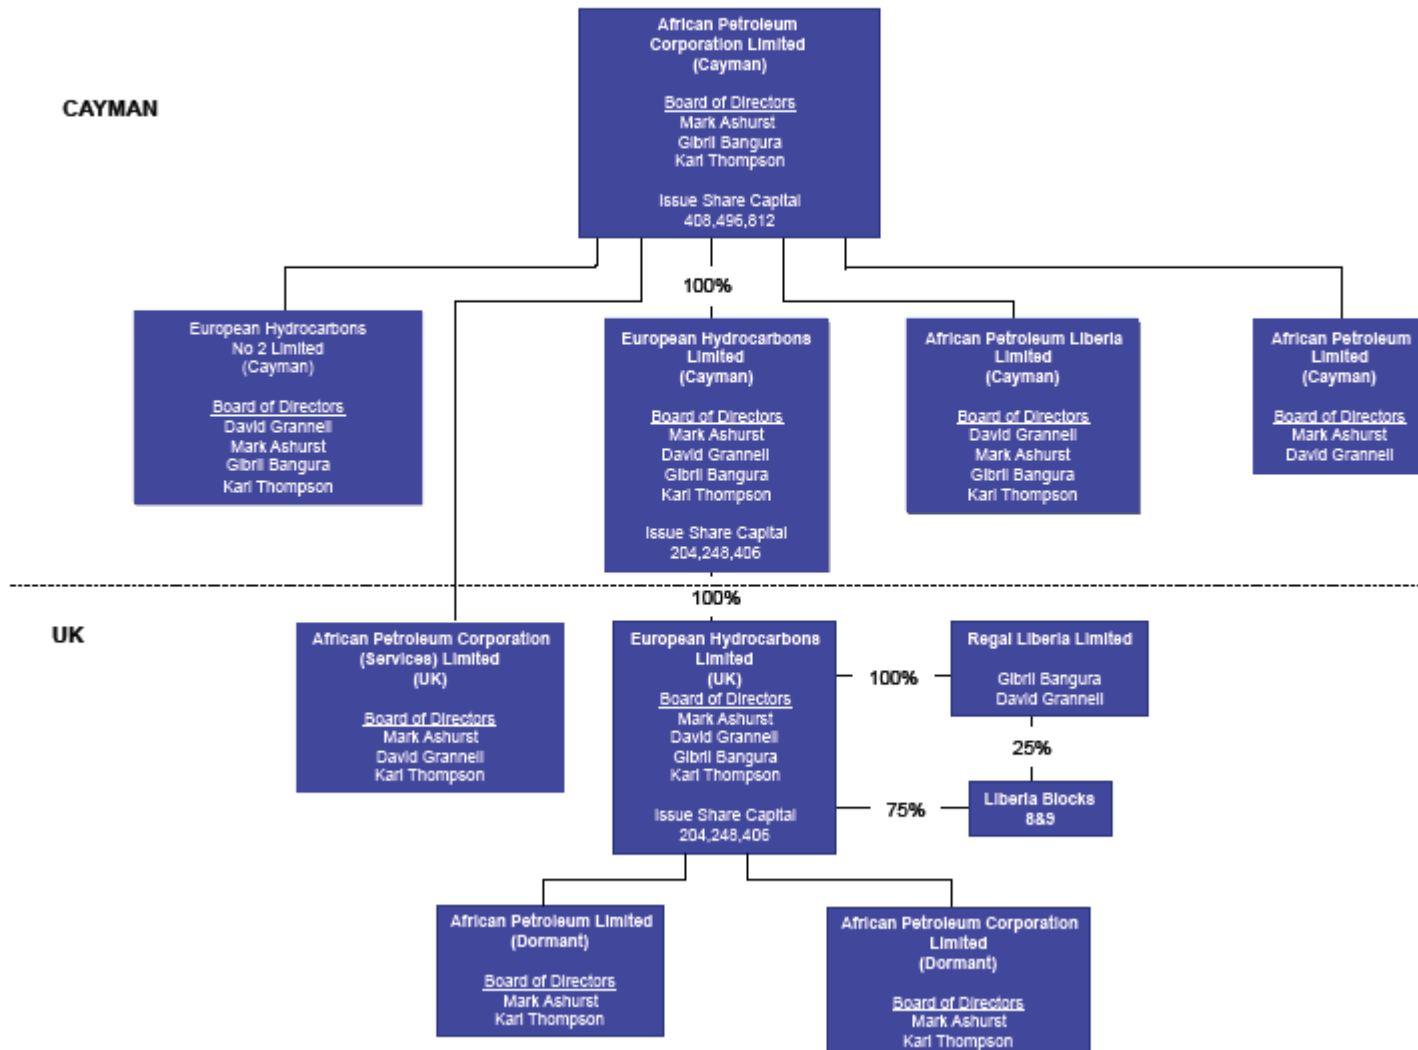 African Petroleum
Corporation Limited
(Cayman)
Board of Directors
Mark Ashurst
Gibril Bangura
Karl Thompson
Issue Share Capital
408,496,812
CAYMAN
100%
European Hydrocarbons
No 2 Limited
(Cayman)
Board of Directors
David Grannell
Mark Ashurst
Gibril Bangura
Karl Thompson
European Hydrocarbons
Limited
(Cayman)
Board of Directors
Mark Ashurst
David Grannell
Gibril Bangura
Karl Thompson
Issue Share Capital
204,248,406
African Petroleum Liberia
Limited
(Cayman)
Board of Directors
David Grannell
Mark Ashurst
Gibril Bangura
Karl Thompson
African Petroleum
Limited
(Cayman)
Board of Directors
Mark Ashurst
David Grannell
100%
UK
African Petroleum Corporation
(Services) Limited
(UK)
Board of Directors
Mark Ashurst
David Grannell
Karl Thompson
European Hydrocarbons
Limited
(UK)
Board of Directors
Mark Ashurst
David Grannell
Gibril Bangura
Karl Thompson
Issue Share Capital
204,248,406
100%
Regal Liberia Limited
Gibril Bangura
David Grannell
25%
75%
Liberia Blocks
8&9
African Petroleum Limited
(Dormant)
Board of Directors
Mark Ashurst
Karl Thompson
African Petroleum Corporation
Limited
(Dormant)
Board of Directors
Mark Ashurst
Karl Thompson